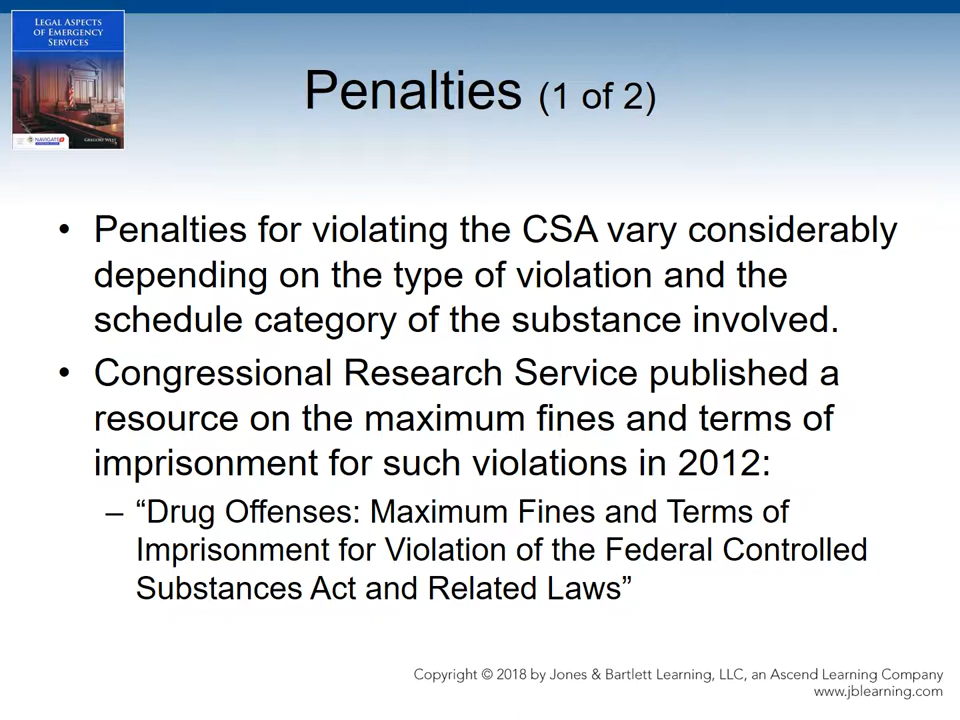 LEGAL ASPECTS
OF EMERGENCY
SERVICES
NAVIGATE 2
GREGORY WEST
Penalties (1 of 2)
• Penalties for violating the CSA vary considerably
depending on the type of violation and the
schedule category of the substance involved.
• Congressional Research Service published a
resource on the maximum fines and terms of
imprisonment for such violations in 2012:
– “Drug Offenses: Maximum Fines and Terms of
Imprisonment for Violation of the Federal Controlled
Substances Act and Related Laws”
Copyright © 2018 by Jones & Bartlett Learning, LLC, an Ascend Learning Company
www.jblearning.com